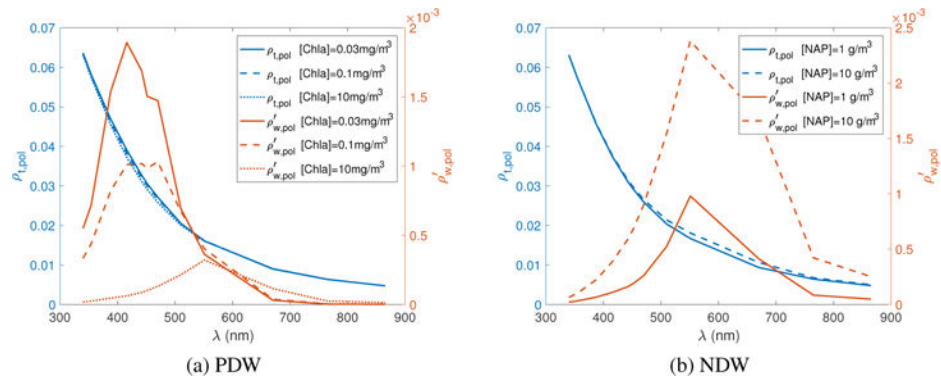 ×10⁻³
0.07
0.06
0.05
0.04
0.03
0.02
0.01
0
ρt,pol
2
1.5
1
0.5
0
ρ′w,pol
ρt,pol [Chla]=0.03mg/m³
ρt,pol [Chla]=0.1mg/m³
ρt,pol [Chla]=10mg/m³
ρ′w,pol [Chla]=0.03mg/m³
ρ′w,pol [Chla]=0.1mg/m³
ρ′w,pol [Chla]=10mg/m³
300 400 500 600 700 800 900
λ (nm)
(a) PDW
×10⁻³
0.07
0.06
0.05
0.04
0.03
0.02
0.01
0
ρt,pol
2.5
2
1.5
1
0.5
0
ρ′w,pol
ρt,pol [NAP]=1 g/m³
ρt,pol [NAP]=10 g/m³
ρ′w,pol [NAP]=1 g/m³
ρ′w,pol [NAP]=10 g/m³
300 400 500 600 700 800 900
λ (nm)
(b) NDW